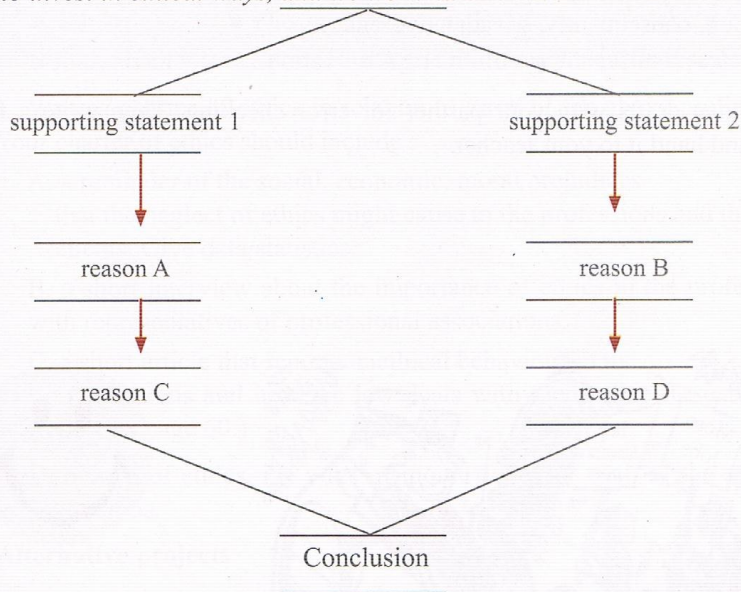 supporting statement 1
supporting statement 2
reason A
reason B
reason C
reason D
Conclusion